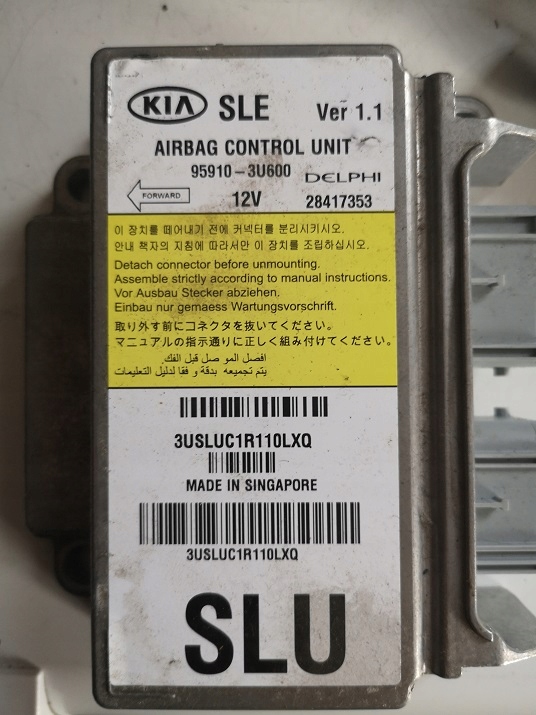 KIA SLE Ver 1.1
AIRBAG CONTROL UNIT
95910-3U600 DELPHI
FORWARD 12V 28417353
이 장치를 떼어내기 전에 커넥터를 분리시키시오.
안내 책자의 지침에 따라서만 이 장치를 조립하십시오.
Detach connector before unmounting.
Assemble strictly according to manual instructions.
Vor Ausbau Stecker abziehen.
Einbau nur gemaess Wartungsvorschrift.
取り外す前にコネクタを抜いてください。
マニュアルの指示通りに正しく組み付けてください。
افصل المو صل قبل الفك
يتم تجميعه بدقة و فقا لدليل التعليمات
3USLUC1R110LXQ
MADE IN SINGAPORE
3USLUC1R110LXQ
SLU